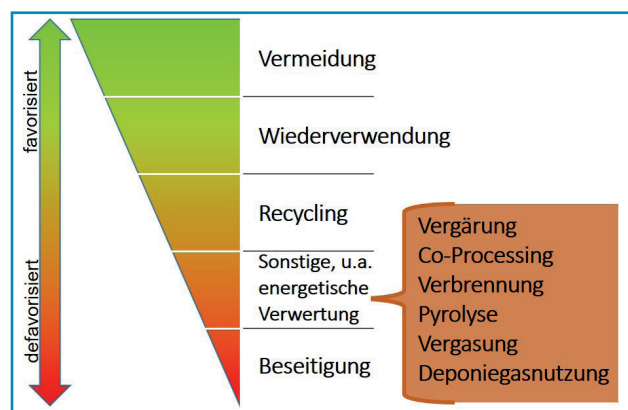 favorisiert
defavorisiert
Vermeidung
Wiederverwendung
Recycling
Sonstige, u.a.
energetische
Verwertung
Beseitigung
Vergärung
Co-Processing
Verbrennung
Pyrolyse
Vergasung
Deponiegasnutzung